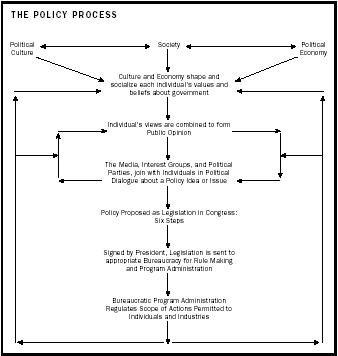 THE POLICY PROCESS
Political
Culture
Society
Political
Economy
Culture and Economy shape and
socialize each individual's values and
beliefs about government
Individual's views are combined to form
Public Opinion
The Media, Interest Groups, and Political
Parties, join with Individuals in Political
Dialogue about a Policy Idea or Issue
Policy Proposed as Legislation in Congress:
Six Steps
Signed by President, Legislation is sent to
appropriate Bureaucracy for Rule Making
and Program Administration
Bureaucratic Program Administration
Regulates Scope of Actions Permitted to
Individuals and Industries